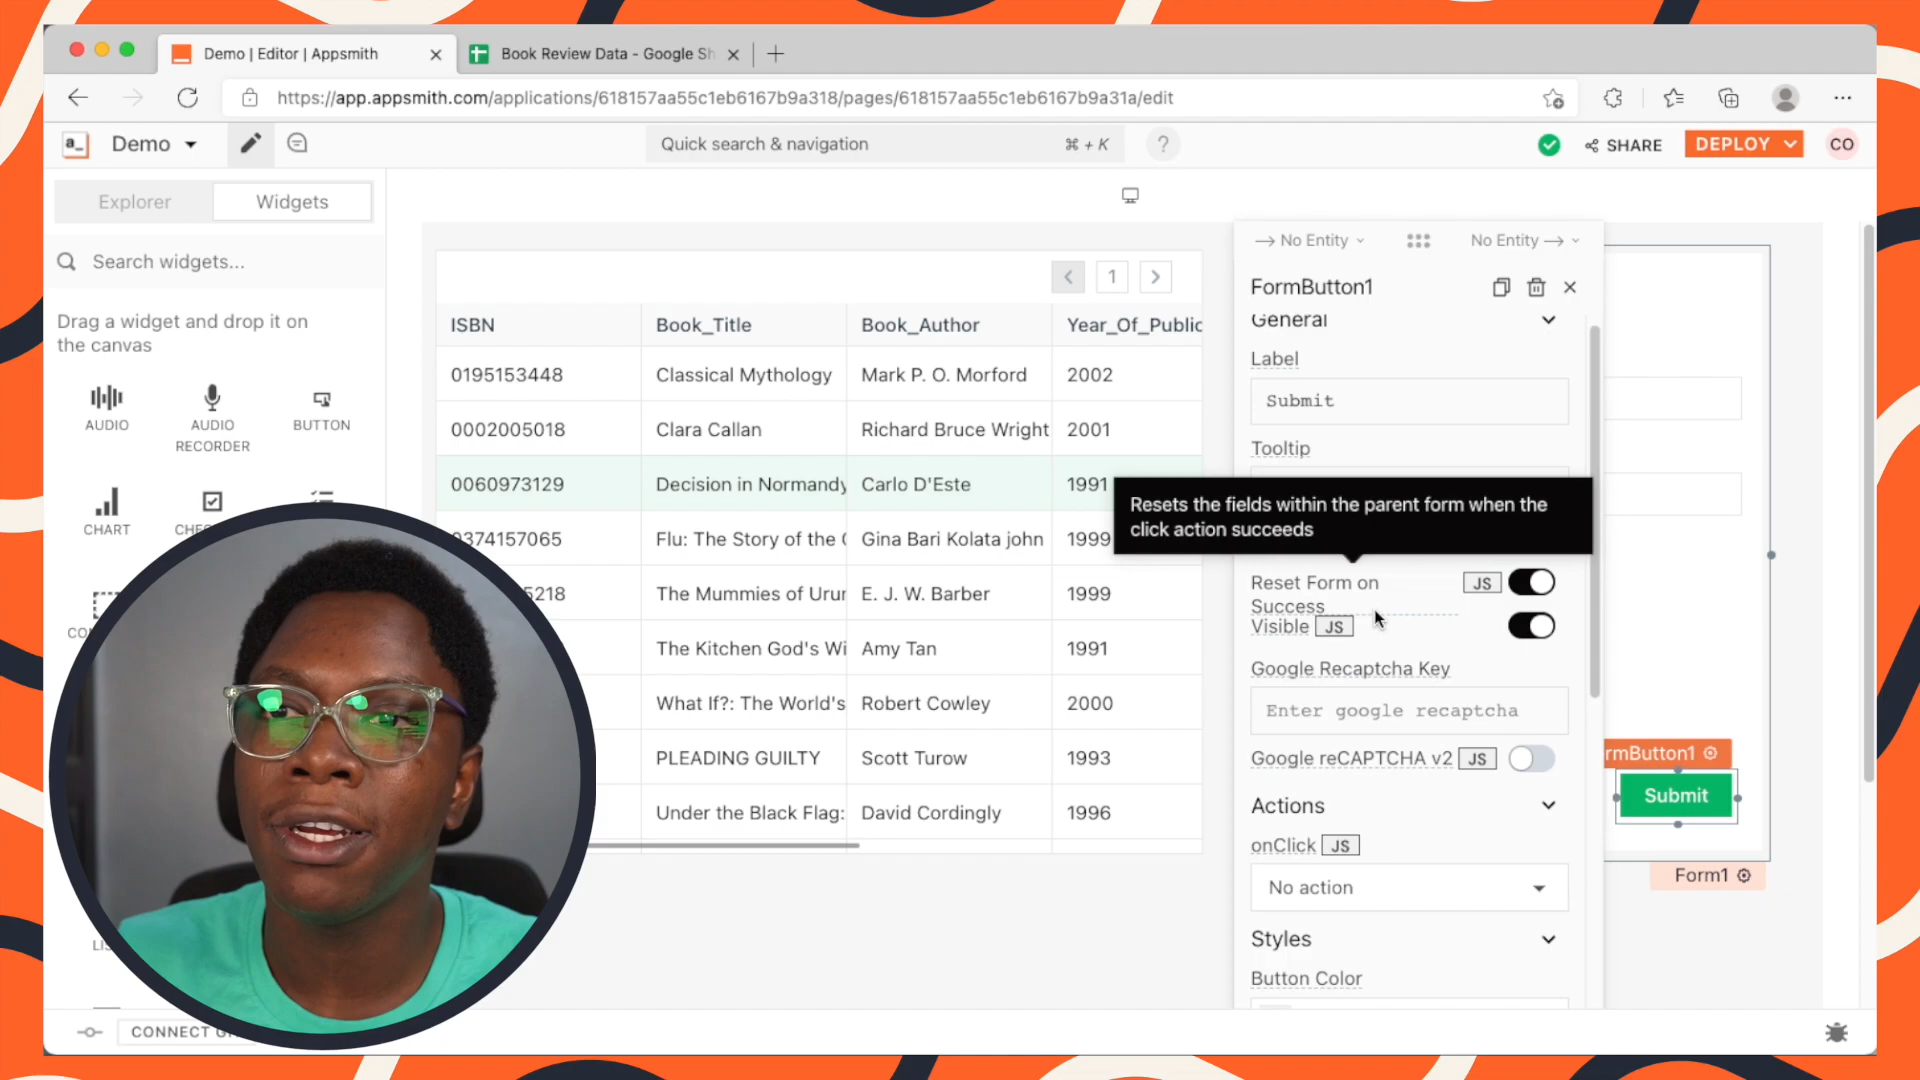 Demo | Editor | Appsmith
Book Review Data - Google Sh
https://app.appsmith.com/applications/618157aa55c1eb6167b9a318/pages/618157aa55c1eb6167b9a31a/edit
a_
Demo
Quick search & navigation
⌘ + K
?
SHARE
DEPLOY
CO
Explorer
Widgets
Search widgets...
Drag a widget and drop it on
the canvas
AUDIO
AUDIO
RECORDER
BUTTON
CHART
CHEC
CO
LIS
CONNECT G
1
ISBN Book_Title Book_Author Year_Of_Public
0195153448 Classical Mythology Mark P. O. Morford 2002
0002005018 Clara Callan Richard Bruce Wright 2001
0060973129 Decision in Normandy Carlo D'Este 1991
0374157065 Flu: The Story of the Gina Bari Kolata john 1999
5218 The Mummies of Urur E. J. W. Barber 1999
The Kitchen God's Wi Amy Tan 1991
What If?: The World's Robert Cowley 2000
PLEADING GUILTY Scott Turow 1993
Under the Black Flag: David Cordingly 1996
No Entity
No Entity
FormButton1
General
Label
Submit
Tooltip
Resets the fields within the parent form when the
click action succeeds
Reset Form on
Success
JS
Visible JS
Google Recaptcha Key
Enter google recaptcha
Google reCAPTCHA v2 JS
Actions
onClick JS
No action
Styles
Button Color
rmButton1
Submit
Form1